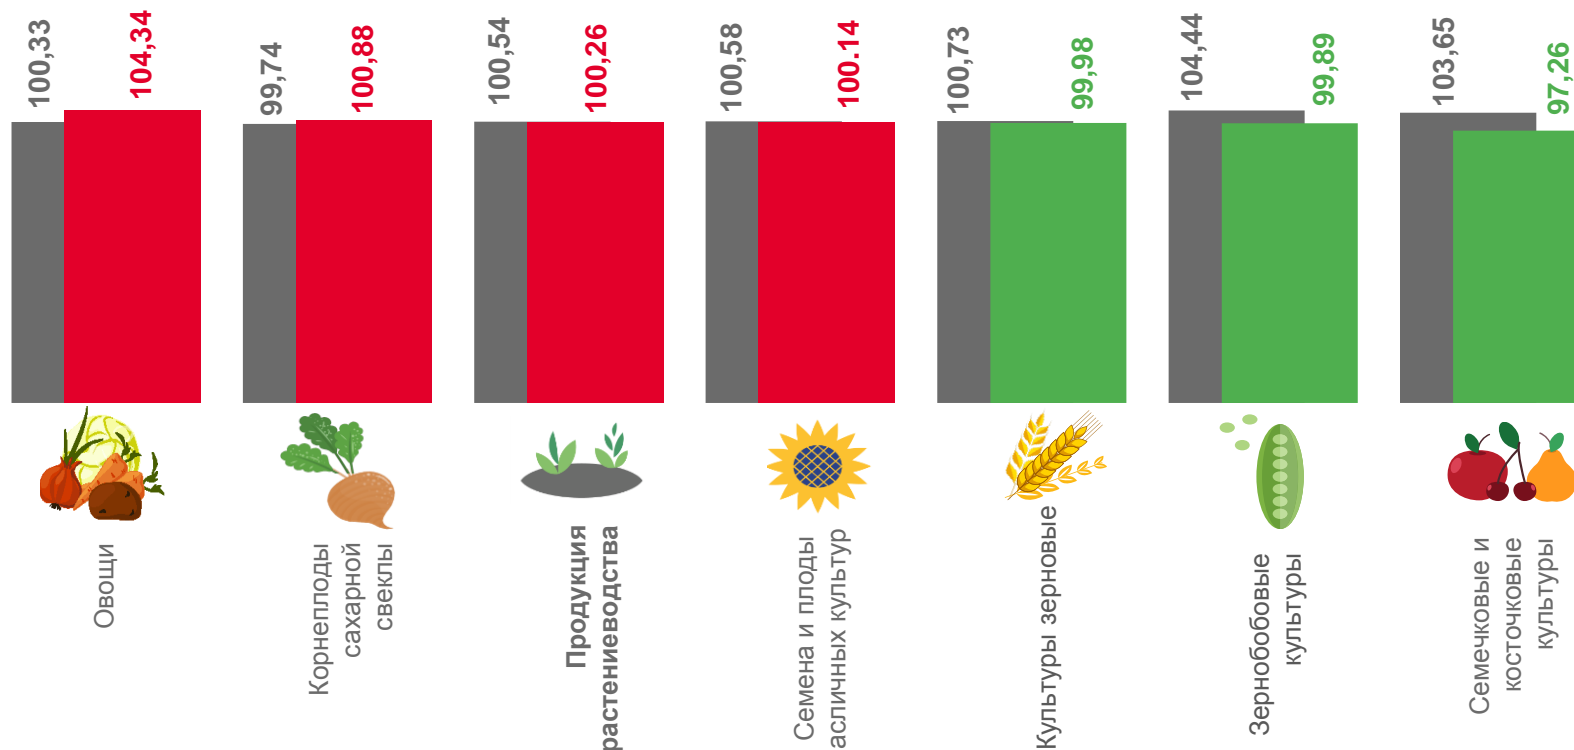 100,33
104,34
99,74
100,88
100,54
100,26
100,58
100.14
100,73
99,98
104,44
99,89
103,65
97,26
Овощи
Корнеплоды
сахарной
свеклы
Продукция
растениеводства
Семена и плоды
асличных культур
Культуры зерновые
Зернобобовые
культуры
Семечковые и
косточковые
культуры